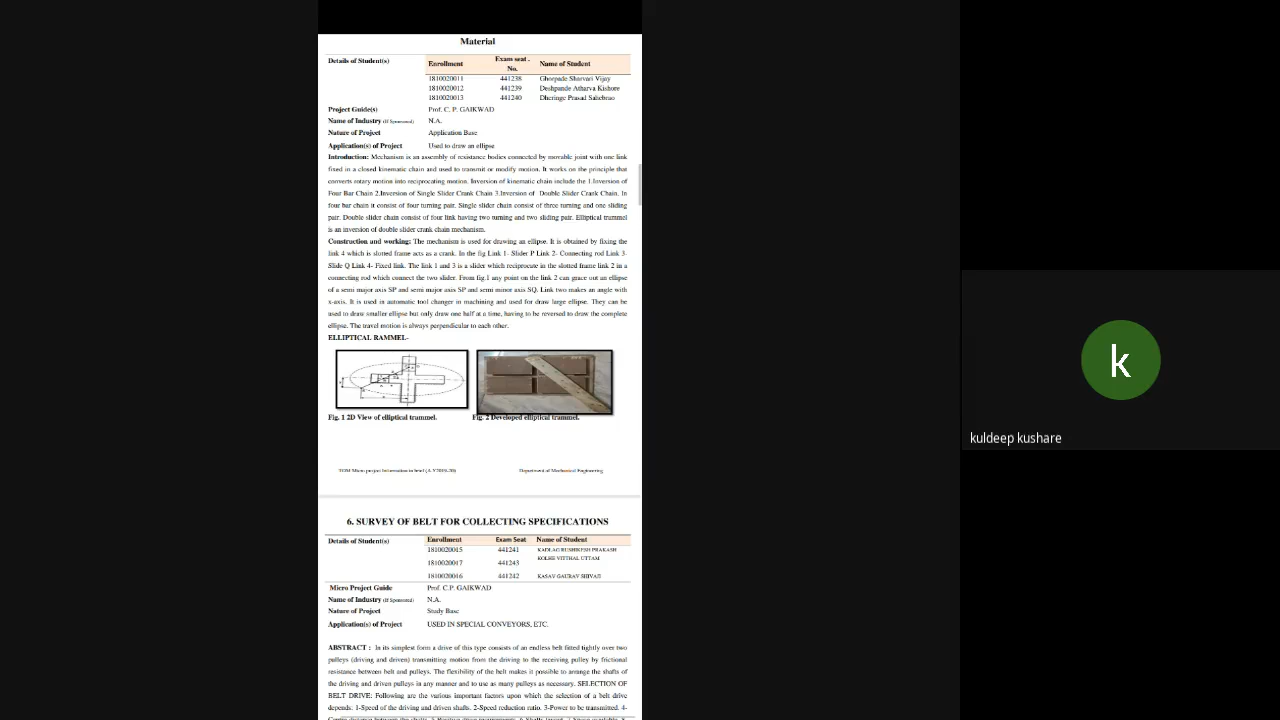 Material
Details of Student(s)
Enrollment Exam seat . No. Name of Student
1810020011 441238 Ghorpade Sharvari Vijay
1810020012 441239 Deshpande Atharva Kishore
1810020013 441240 Dheringe Prasad Sahebrao
Project Guide(s) Prof. C. P. GAIKWAD
Name of Industry (If Sponsored) N.A.
Nature of Project Application Base
Application(s) of Project Used to draw an ellipse
Introduction: Mechanism is an assembly of resistance bodies connected by movable joint with one link
fixed in a closed kinematic chain and used to transmit or modify motion. It works on the principle that
converts rotary motion into reciprocating motion. Inversion of kinematic chain include the 1.Inversion of
Four Bar Chain 2.Inversion of Single Slider Crank Chain 3.Inversion of Double Slider Crank Chain. In
four bar chain it consist of four turning pair. Single slider chain consist of three turning and one sliding
pair. Double slider chain consist of four link having two turning and two sliding pair. Elliptical trammel
is an inversion of double slider crank chain mechanism.
Construction and working: The mechanism is used for drawing an ellipse. It is obtained by fixing the
link 4 which is slotted frame acts as a crank. In the fig Link 1- Slider P Link 2- Connecting rod Link 3-
Slide Q Link 4- Fixed link. The link 1 and 3 is a slider which reciprocate in the slotted frame link 2 in a
connecting rod which connect the two slider. From fig.1 any point on the link 2 can grace out an ellipse
of a semi major axis SP and semi major axis SP and semi minor axis SQ. Link two makes an angle with
x-axis. It is used in automatic tool changer in machining and used for draw large ellipse. They can be
used to draw smaller ellipse but only draw one half at a time, having to be reversed to draw the complete
ellipse. The travel motion is always perpendicular to each other.
ELLIPTICAL RAMMEL-
Fig. 1 2D View of elliptical trammel. Fig. 2 Developed elliptical trammel.
TOM Micro project Information in brief (A.Y2019-20) Department of Mechanical Engineering
6. SURVEY OF BELT FOR COLLECTING SPECIFICATIONS
Details of Student(s)
Enrollment Exam Seat Name of Student
1810020015 441241 KADLAG RUSHIKESH PRAKASH
KOLHE VITTHAL UTTAM
1810020017 441243
1810020016 441242 KASAV GAURAV SHIVAJI
Micro Project Guide Prof. C.P. GAIKWAD
Name of Industry (If Sponsored) N.A.
Nature of Project Study Base
Application(s) of Project USED IN SPECIAL CONVEYORS, ETC.
ABSTRACT : In its simplest form a drive of this type consists of an endless belt fitted tightly over two
pulleys (driving and driven) transmitting motion from the driving to the receiving pulley by frictional
resistance between belt and pulleys. The flexibility of the belt makes it possible to arrange the shafts of
the driving and driven pulleys in any manner and to use as many pulleys as necessary. SELECTION OF
BELT DRIVE: Following are the various important factors upon which the selection of a belt drive
depends: 1-Speed of the driving and driven shafts. 2-Speed reduction ratio. 3-Power to be transmitted. 4-
k
kuldeep kushare